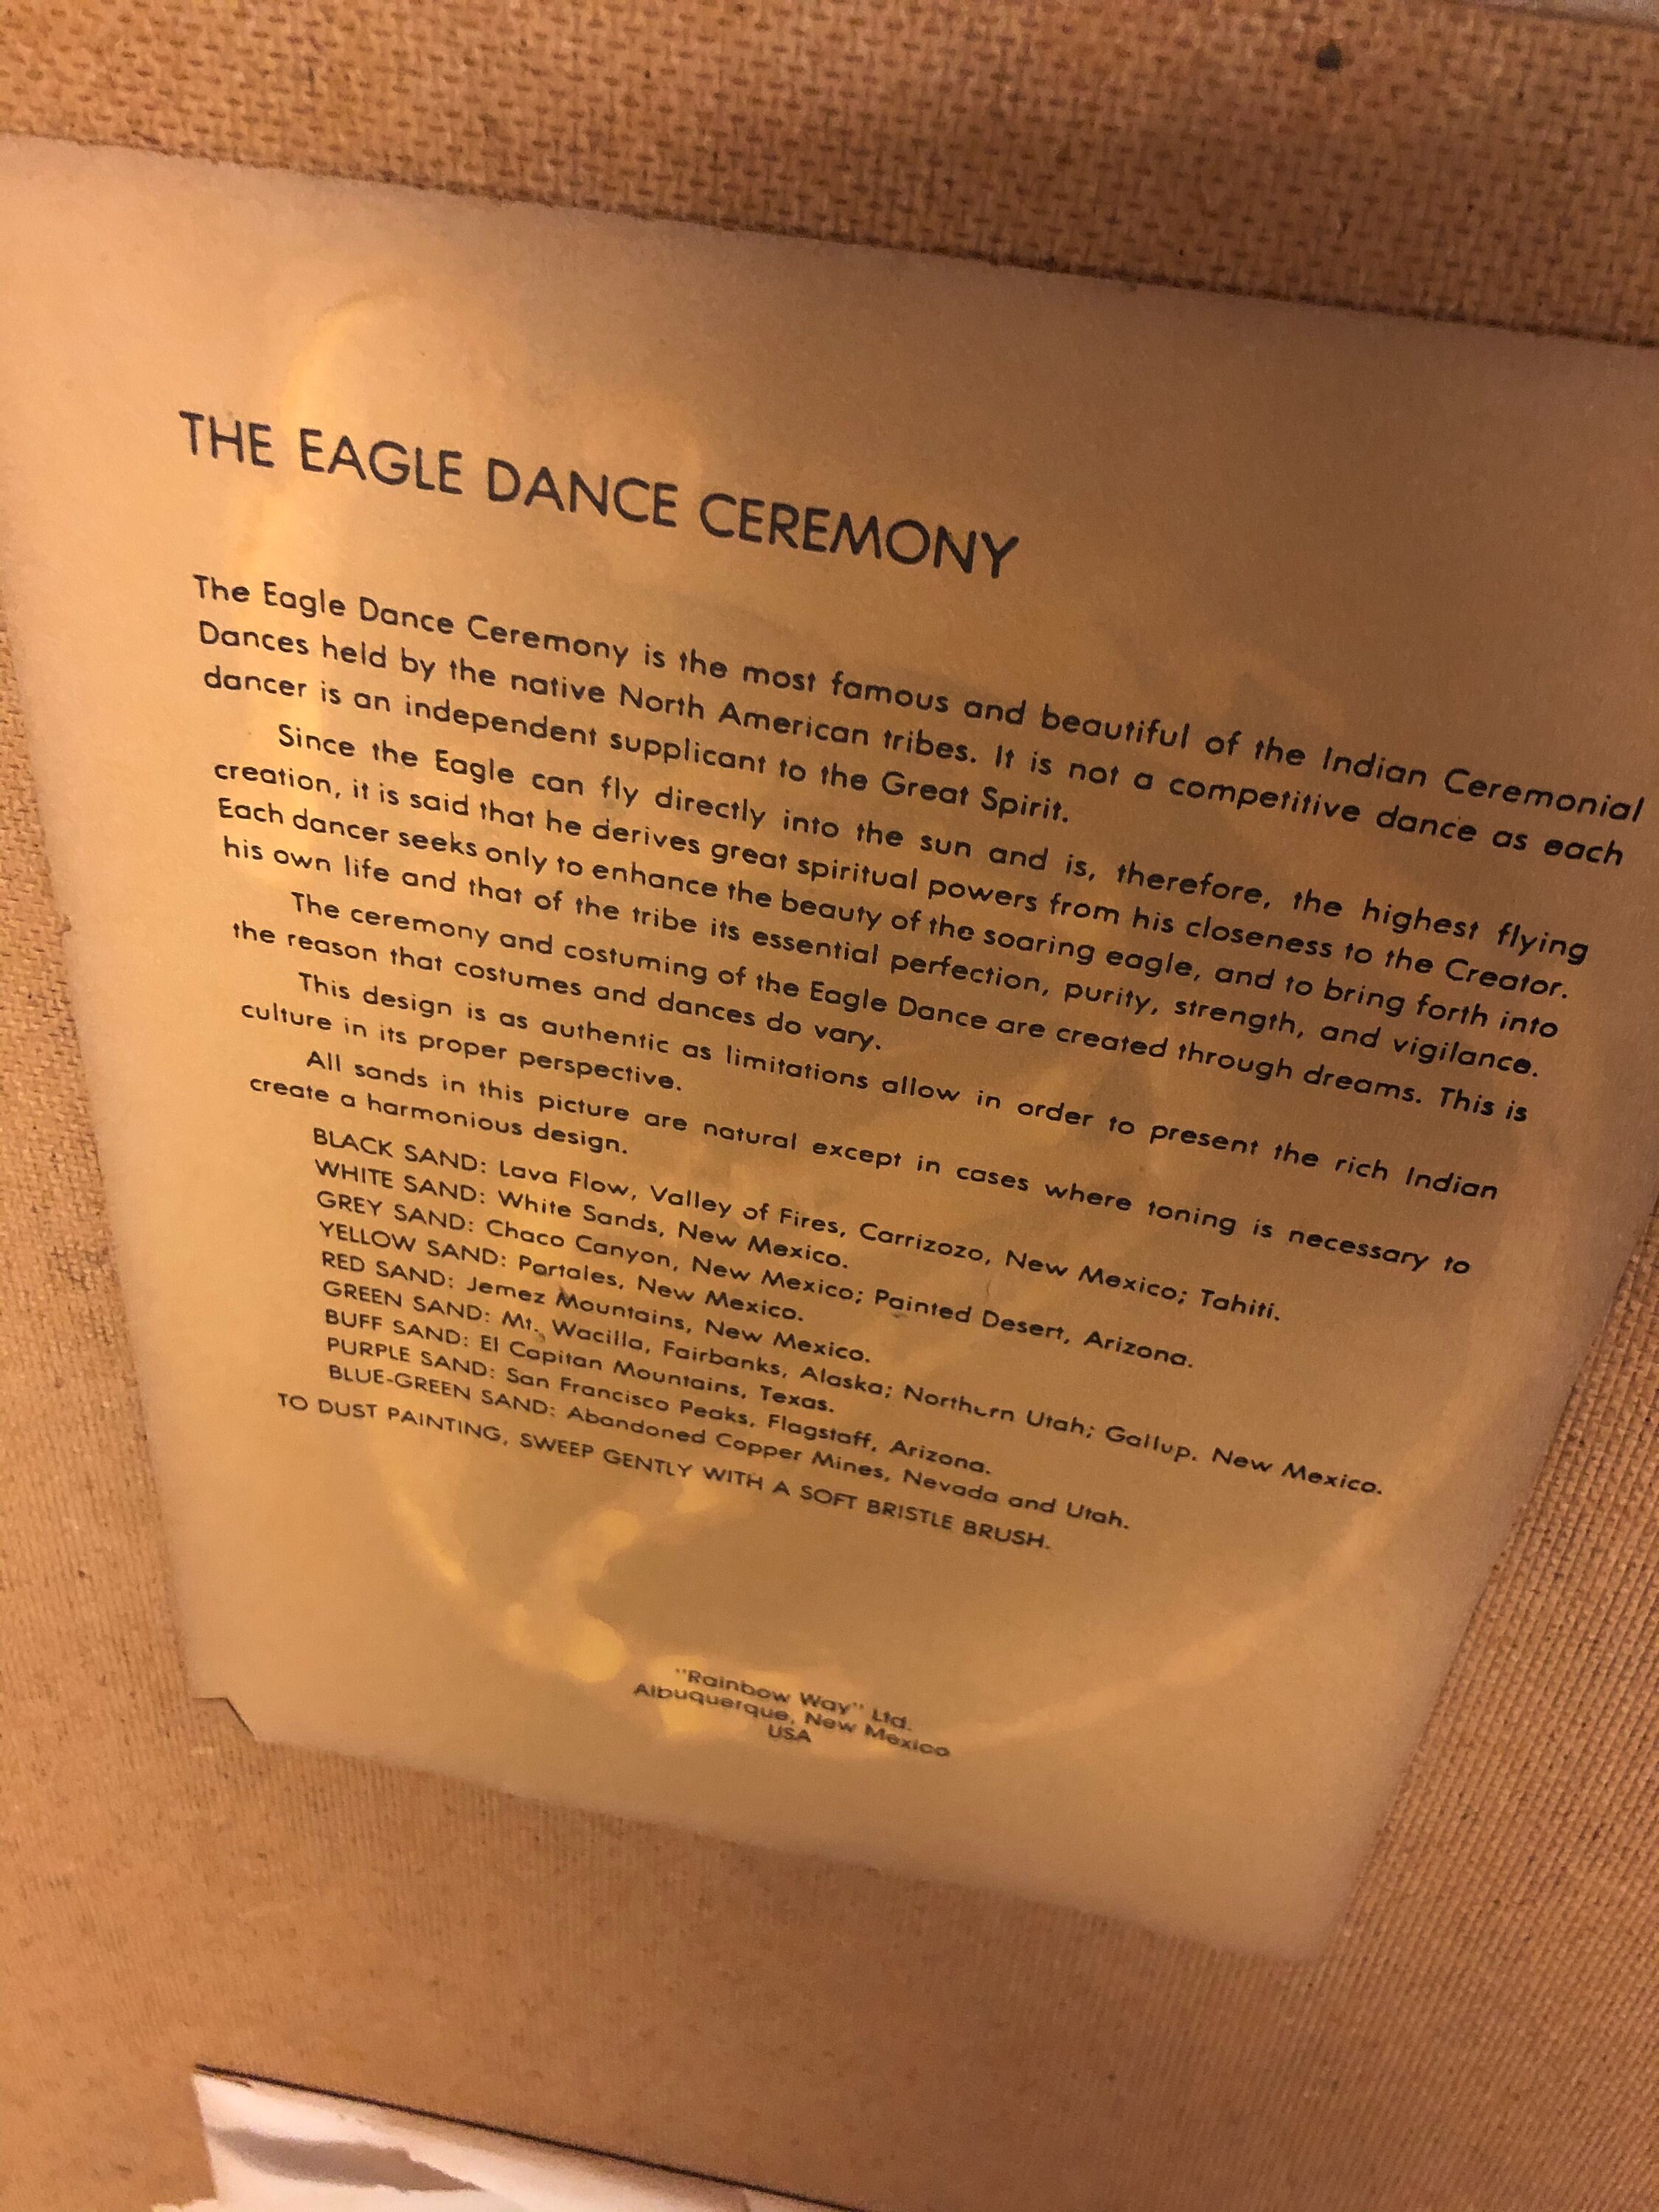 THE EAGLE DANCE CEREMONY
The Eagle Dance Ceremony is the most famous and beautiful of the Indian Ceremonial
Dances held by the native North American tribes. It is not a competitive dance as each
dancer is an independent supplicant to the Great Spirit.
Since the Eagle can fly directly into the sun and is, therefore, the highest flying
creation, it is said that he derives great spiritual powers from his closeness to the Creator.
Each dancer seeks only to enhance the beauty of the soaring eagle, and to bring forth into
his own life and that of the tribe its essential perfection, purity, strength, and vigilance.
The ceremony and costuming of the Eagle Dance are created through dreams. This is
the reason that costumes and dances do vary.
This design is as authentic as limitations allow in order to present the rich Indian
culture in its proper perspective.
All sands in this picture are natural except in cases where toning is necessary to
create a harmonious design.
BLACK SAND: Lava Flow, Valley of Fires, Carrizozo, New Mexico; Tahiti.
WHITE SAND: White Sands, New Mexico.
GREY SAND: Chaco Canyon, New Mexico; Painted Desert, Arizona.
YELLOW SAND: Portales, New Mexico.
RED SAND: Jemez Mountains, New Mexico.
GREEN SAND: Mt. Wacilla, Fairbanks, Alaska; Northern Utah; Gallup. New Mexico.
BUFF SAND: El Capitan Mountains, Texas.
PURPLE SAND: San Francisco Peaks, Flagstaff, Arizona.
BLUE-GREEN SAND: Abandoned Copper Mines, Nevada and Utah.
TO DUST PAINTING, SWEEP GENTLY WITH A SOFT BRISTLE BRUSH.
"Rainbow Way" Ltd.
Albuquerque, New Mexico
USA